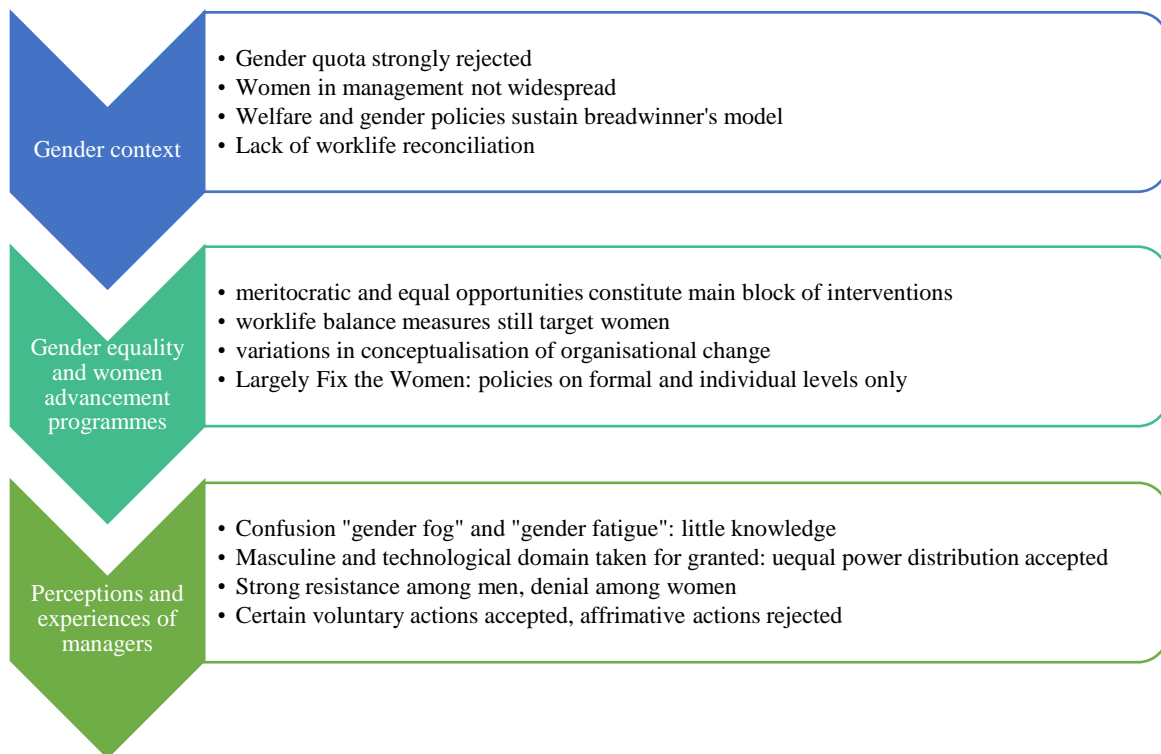 Gender context
• Gender quota strongly rejected
• Women in management not widespread
• Welfare and gender policies sustain breadwinner's model
• Lack of worklife reconciliation
Gender equality
and women
advancement
programmes
• meritocratic and equal opportunities constitute main block of interventions
• worklife balance measures still target women
• variations in conceptualisation of organisational change
• Largely Fix the Women: policies on formal and individual levels only
Perceptions and
experiences of
managers
• Confusion "gender fog" and "gender fatigue": little knowledge
• Masculine and technological domain taken for granted: uequal power distribution accepted
• Strong resistance among men, denial among women
• Certain voluntary actions accepted, affrimative actions rejected